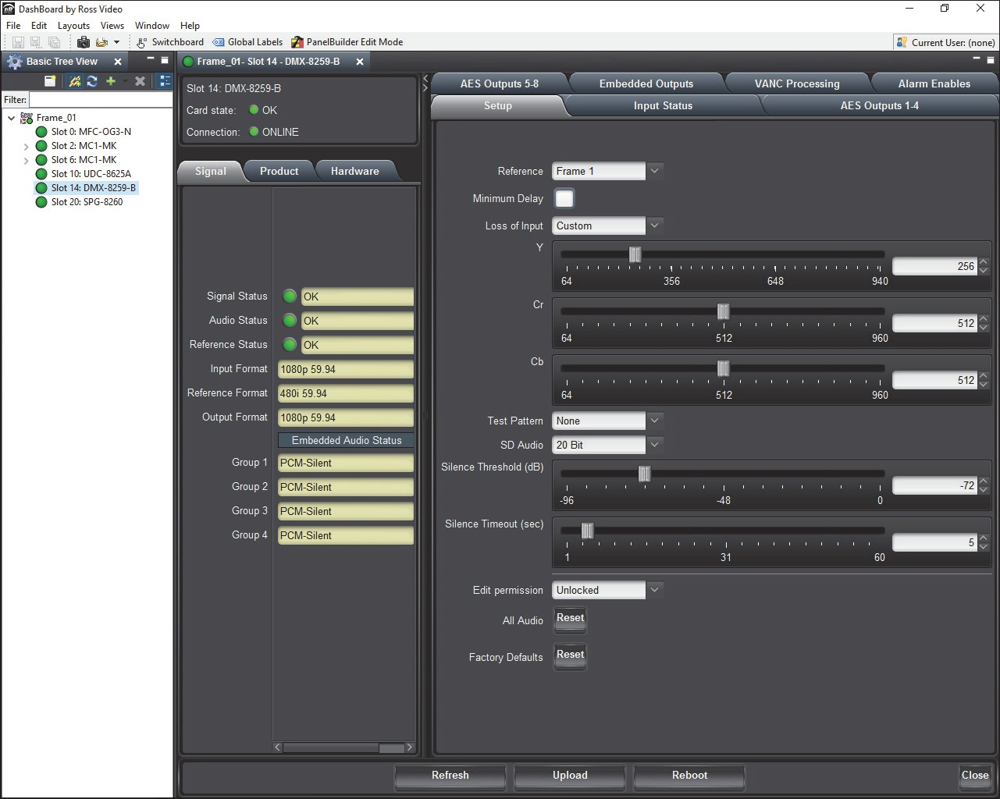 DashBoard by Ross Video
File Edit Layouts Views Window Help
Switchboard Global Labels PanelBuilder Edit Mode Current User: (none)
Basic Tree View
Filter:
Frame_01
Slot 0: MFC-OG3-N
Slot 2: MC1-MK
Slot 6: MC1-MK
Slot 10: UDC-8625A
Slot 14: DMX-8259-B
Slot 20: SPG-8260
Frame_01- Slot 14 - DMX-8259-B
Slot 14: DMX-8259-B
Card state: OK
Connection: ONLINE
Signal Product Hardware
Signal Status OK
Audio Status OK
Reference Status OK
Input Format 1080p 59.94
Reference Format 480i 59.94
Output Format 1080p 59.94
Embedded Audio Status
Group 1 PCM-Silent
Group 2 PCM-Silent
Group 3 PCM-Silent
Group 4 PCM-Silent
AES Outputs 5-8 Embedded Outputs VANC Processing Alarm Enables
Setup Input Status AES Outputs 1-4
Reference Frame 1
Minimum Delay
Loss of Input Custom
Y 256
64 356 648 940
Cr 512
64 512 960
Cb 512
64 512 960
Test Pattern None
SD Audio 20 Bit
Silence Threshold (dB) -72
-96 -48 0
Silence Timeout (sec) 5
1 31 60
Edit permission Unlocked
All Audio Reset
Factory Defaults Reset
Refresh Upload Reboot Close